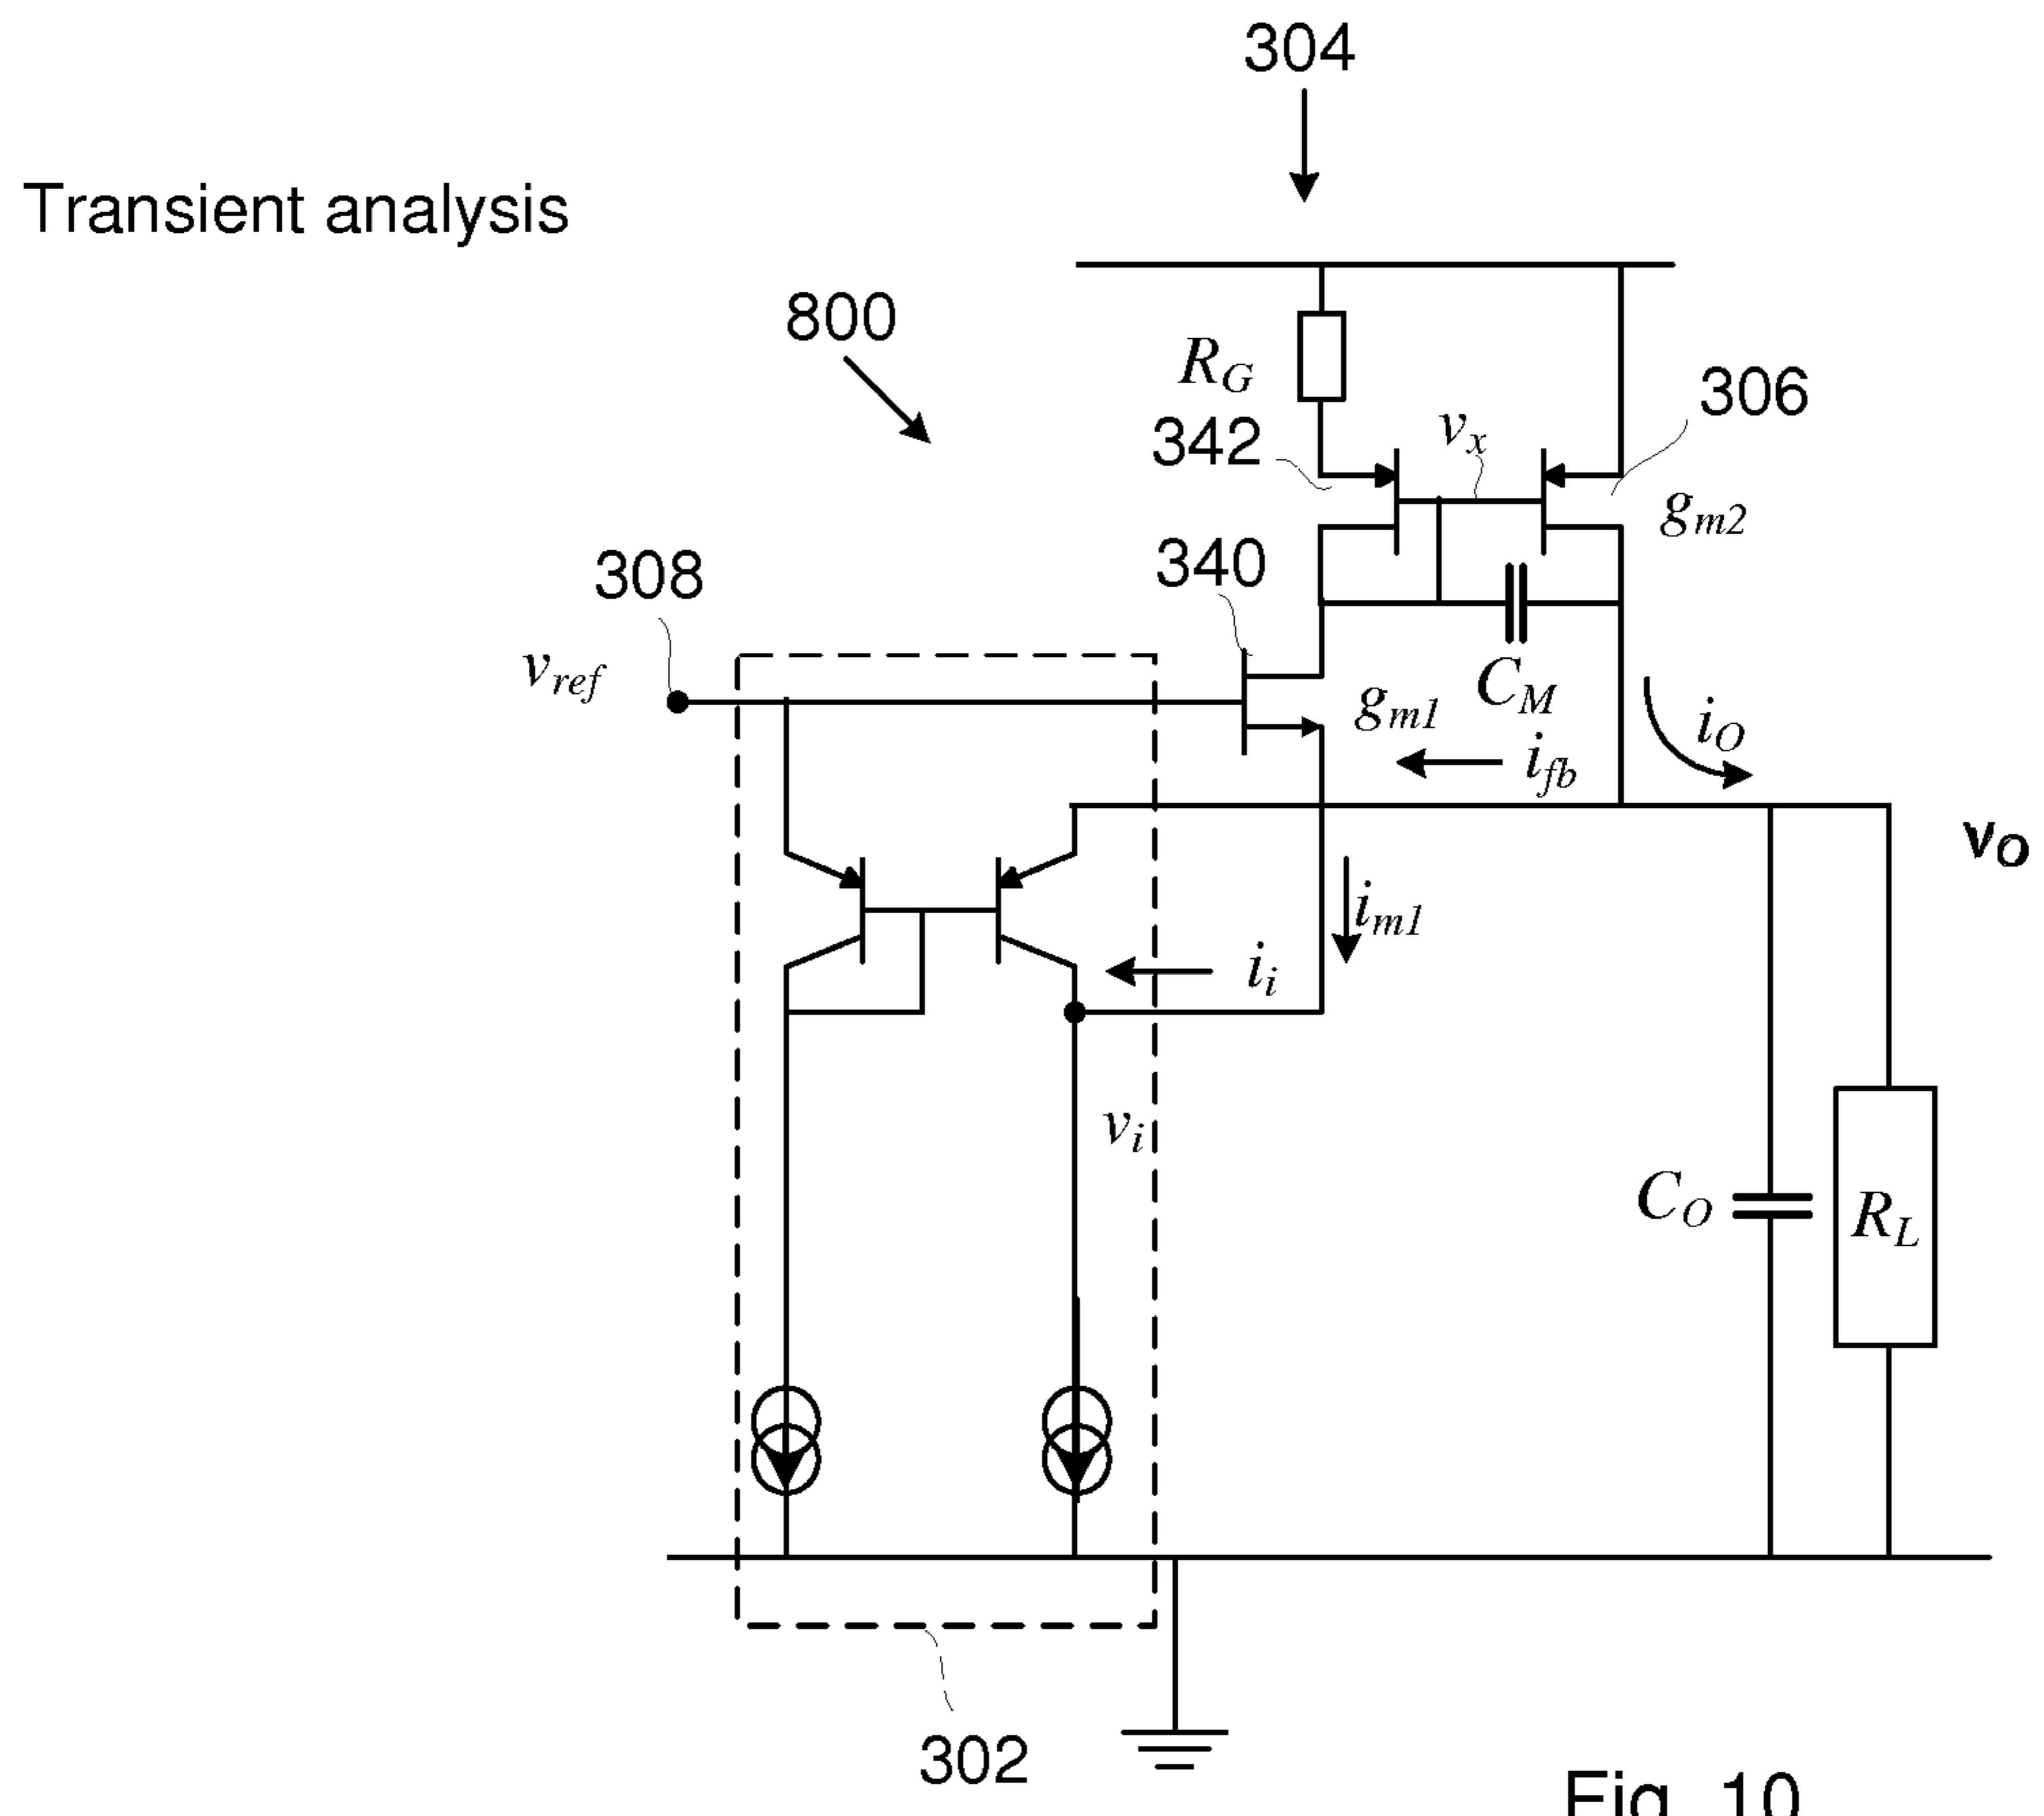 304
Transient analysis
800
R_G
306
342
v_x
g_m2
308
340
v_ref
C_M
g_m1
i_O
i_fb
v_O
i_m1
i_i
v_i
C_O
R_L
302
Fig. 10